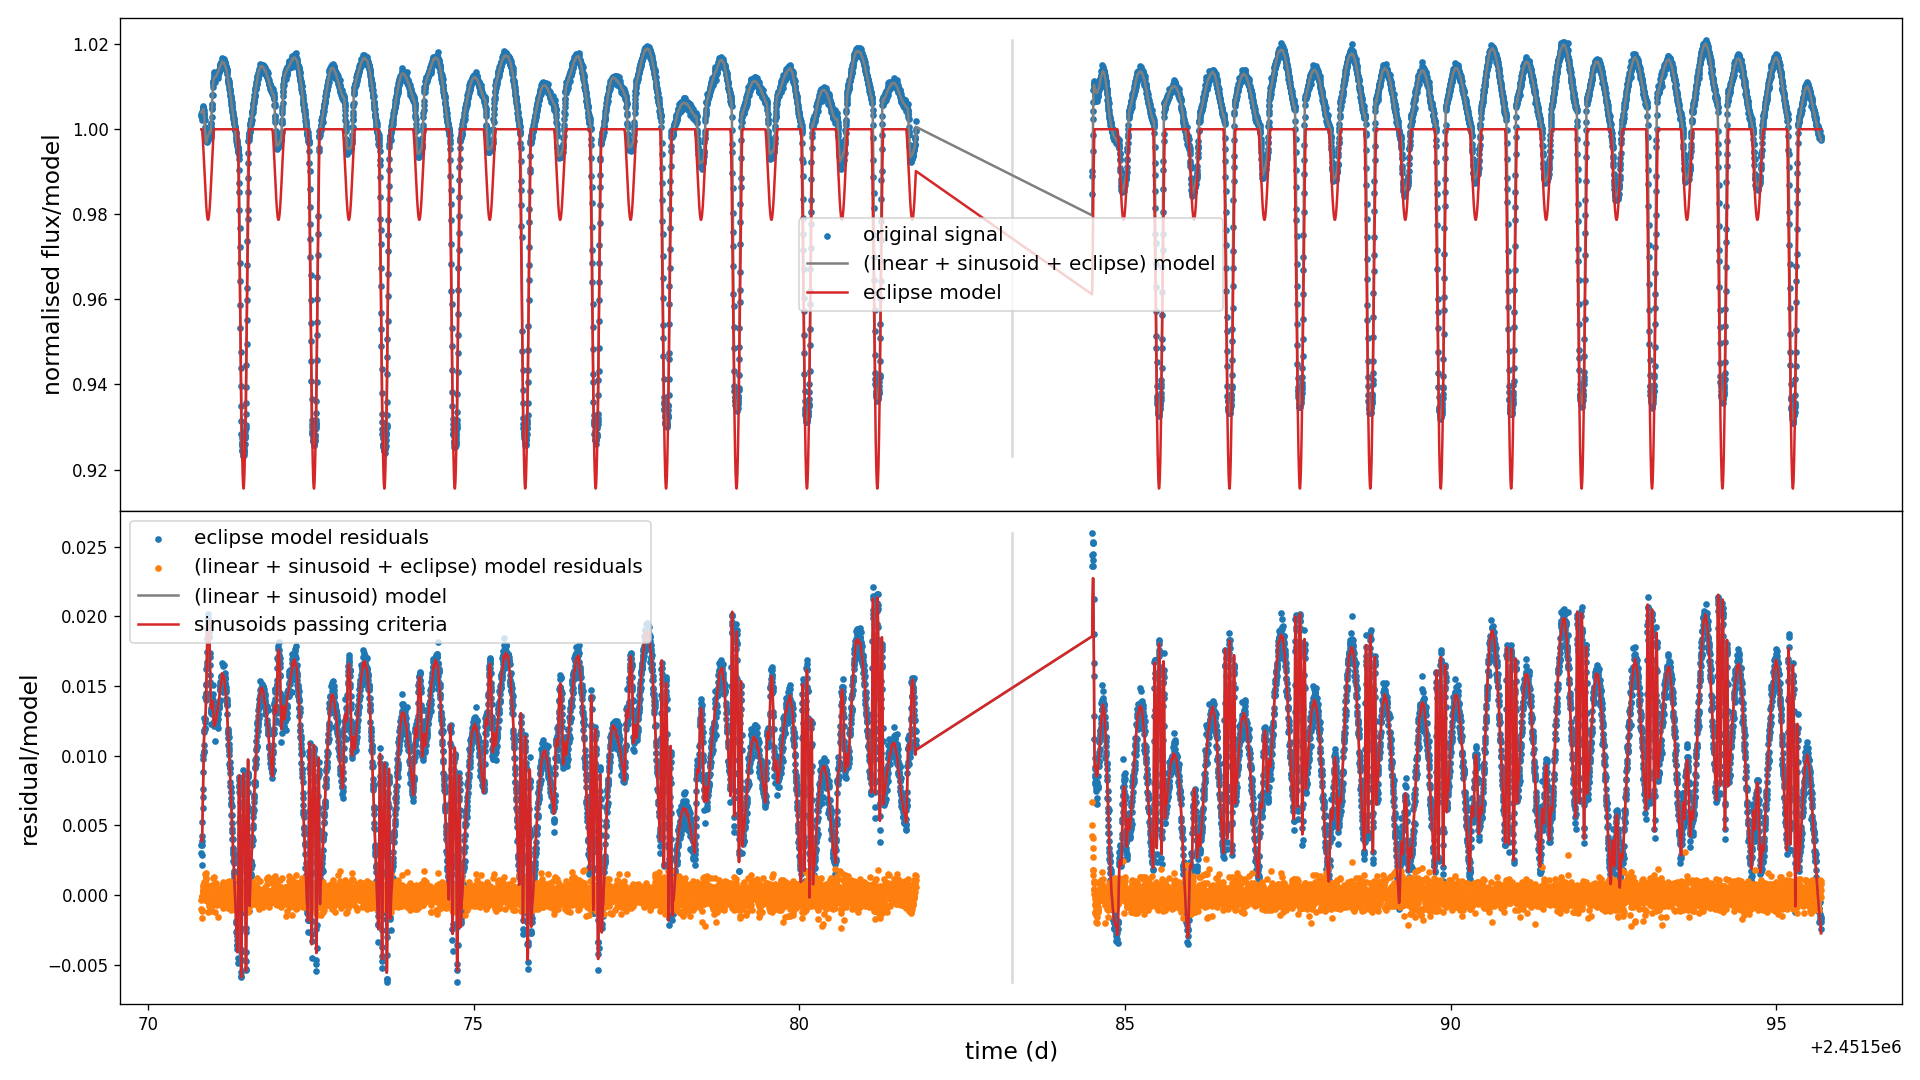 1.02
1.00
0.98
0.96
0.94
0.92
normalised flux/model
original signal
(linear + sinusoid + eclipse) model
eclipse model
0.025
0.020
0.015
0.010
0.005
0.000
−0.005
residual/model
eclipse model residuals
(linear + sinusoid + eclipse) model residuals
(linear + sinusoid) model
sinusoids passing criteria
70
75
80
85
90
95
time (d)
+2.4515e6